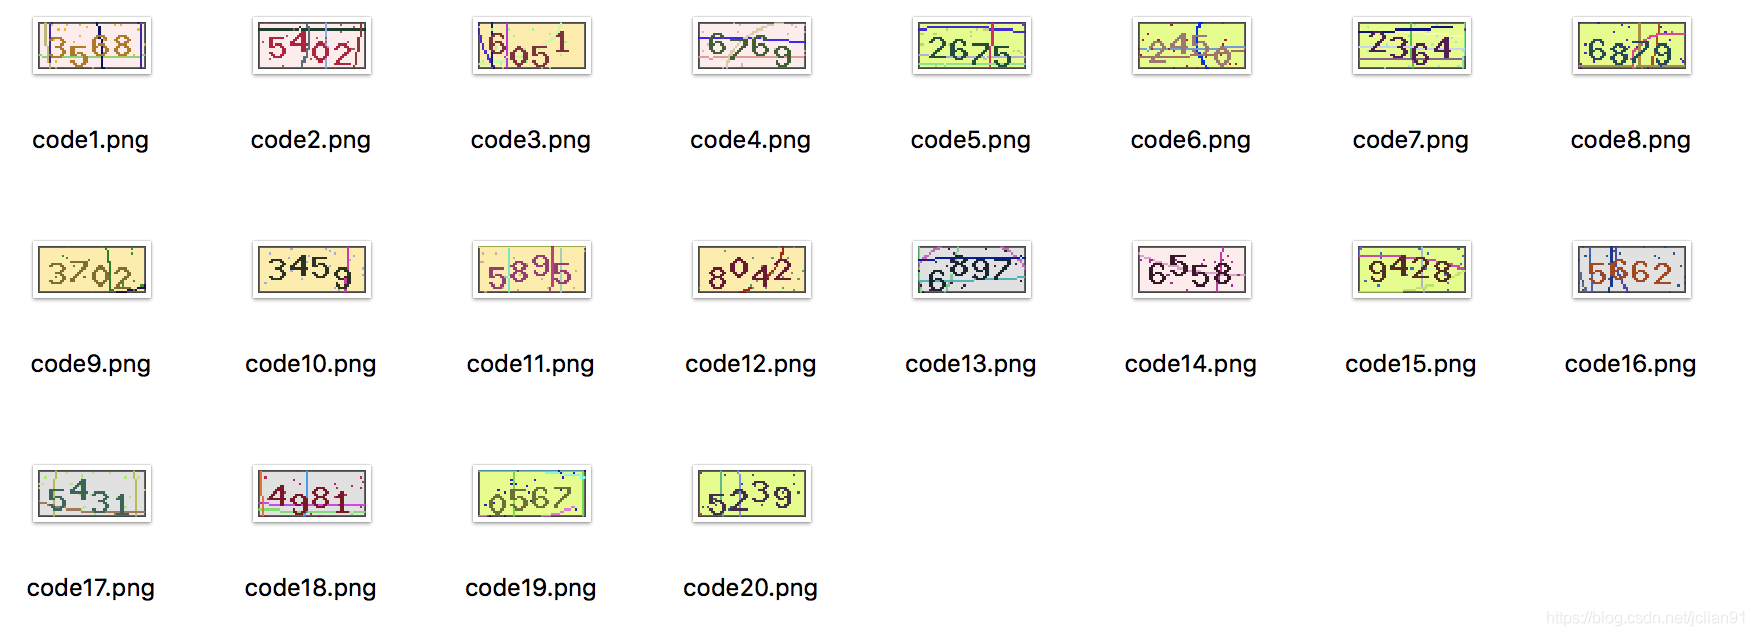 3568 5402 6051 6769 2675 2456 2364 6879
code1.png code2.png code3.png code4.png code5.png code6.png code7.png code8.png
3702 3459 5895 8042 6897 6558 9428 5662
code9.png code10.png code11.png code12.png code13.png code14.png code15.png code16.png
5431 4981 0567 5239
code17.png code18.png code19.png code20.png
https://blog.csdn.net/jclian91